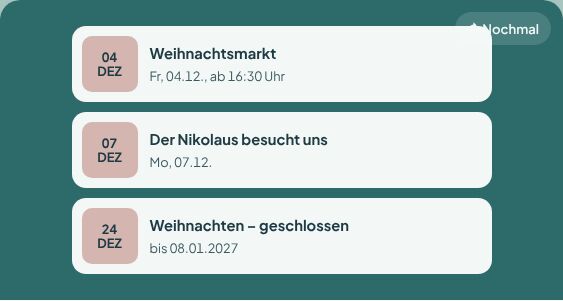 Nochmal
04
DEZ
Weihnachtsmarkt
Fr, 04.12., ab 16:30 Uhr
07
DEZ
Der Nikolaus besucht uns
Mo, 07.12.
24
DEZ
Weihnachten – geschlossen
bis 08.01.2027